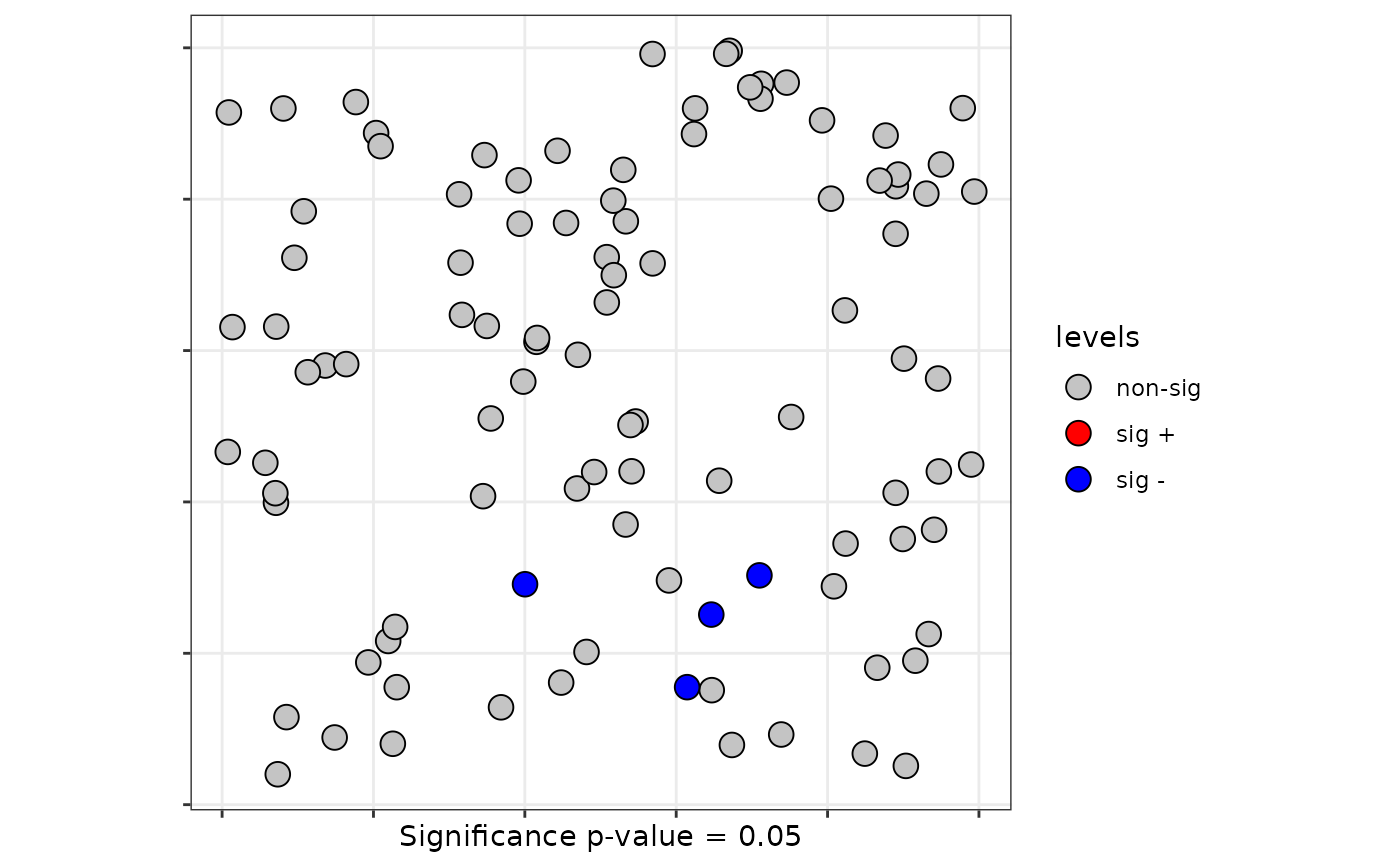 levels
non-sig
sig +
sig -
Significance p-value = 0.05